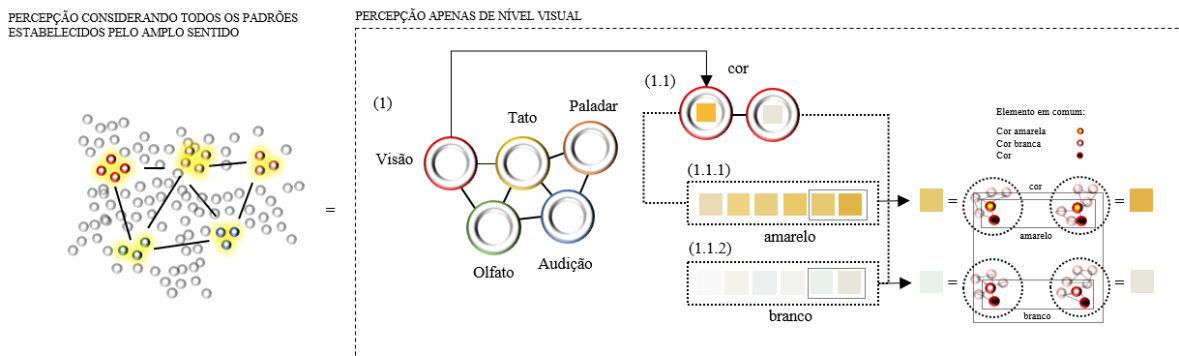 PERCEPÇÃO CONSIDERANDO TODOS OS PADRÕES
ESTABELECIDOS PELO AMPLO SENTIDO
=
PERCEPÇÃO APENAS DE NÍVEL VISUAL
(1)
Visão
Tato
Paladar
Olfato
Audição
(1.1)
cor
(1.1.1)
amarelo
(1.1.2)
branco
Elemento em comum:
Cor amarela
Cor branca
Cor
=
cor
amarelo
=
=
branco
=